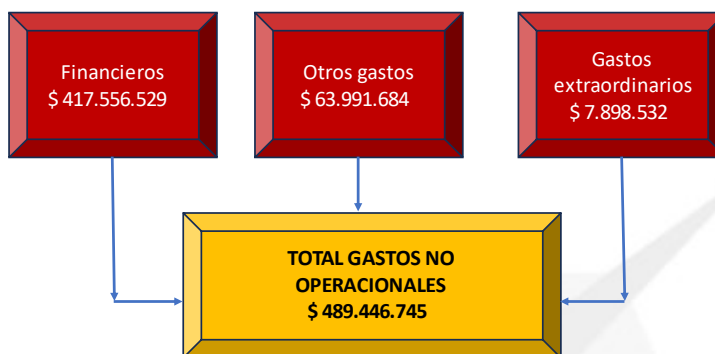 Financieros
$ 417.556.529
Otros gastos
$ 63.991.684
Gastos
extraordinarios
$ 7.898.532
TOTAL GASTOS NO
OPERACIONALES
$ 489.446.745